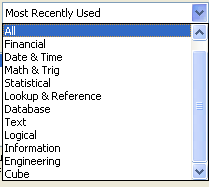 Most Recently Used
All
Financial
Date & Time
Math & Trig
Statistical
Lookup & Reference
Database
Text
Logical
Information
Engineering
Cube